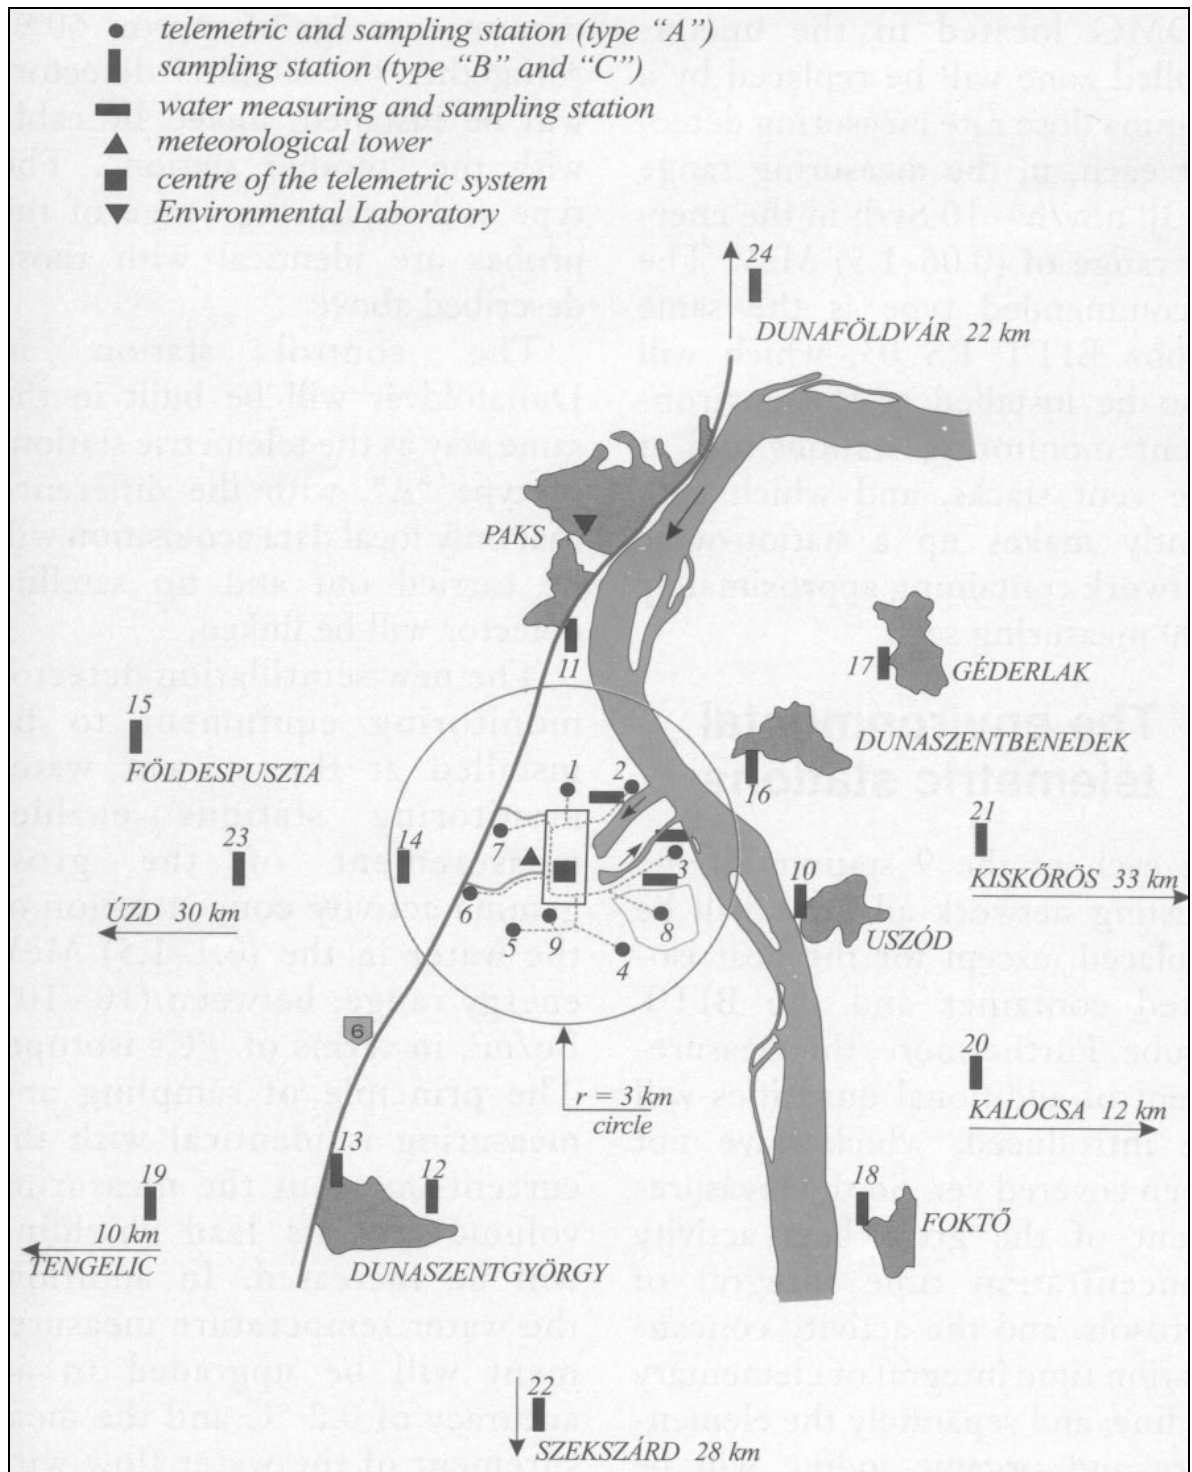 telemetric and sampling station (type “A”)
sampling station (type “B” and “C”)
water measuring and sampling station
meteorological tower
centre of the telemetric system
Environmental Laboratory
24
DUNAFÖLDVÁR 22 km
PAKS
11
17
GÉDERLAK
15
FÖLDESPUSZTA
DUNASZENTBENEDEK
16
1
2
7
14
3
21
KISKŐRÖS 33 km
23
ÚZD 30 km
6
5
9
8
4
10
USZÓD
6
r = 3 km
circle
20
KALOCSA 12 km
13
12
19
10 km
TENGELIC
DUNASZENTGYÖRGY
18
FOKTŐ
22
SZEKSZÁRD 28 km